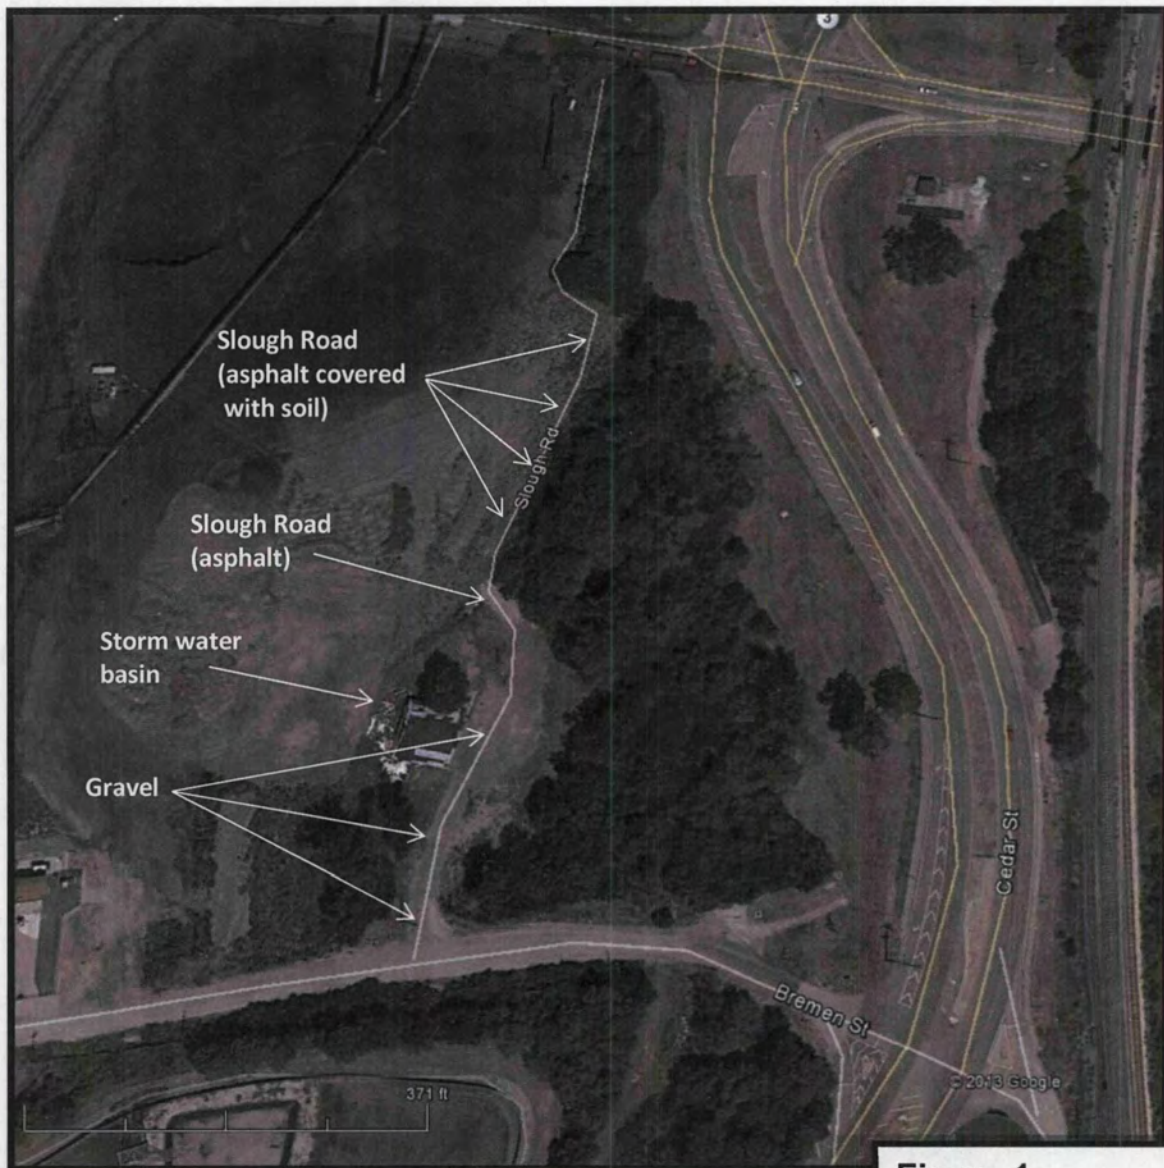 3
Slough Road
(asphalt covered
with soil)
Slough Rd
Slough Road
(asphalt)
Storm water
basin
Gravel
Cedar St
Bremen St
© 2013 Google
371 ft